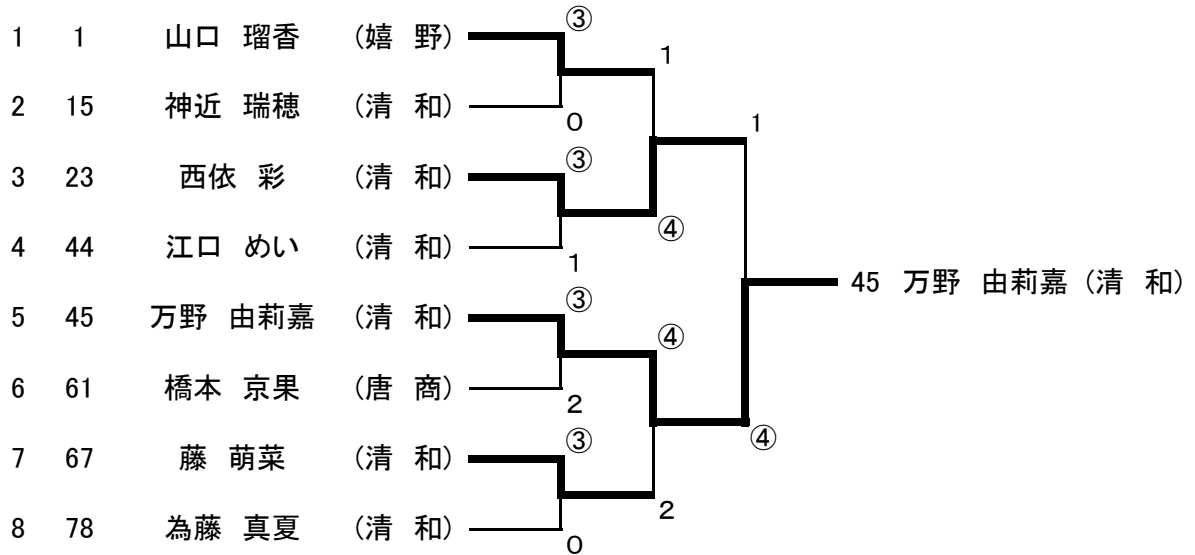 ③
1 1 山口 瑠香 (嬉 野)
1
2 15 神近 瑞穂 (清 和)
0
1
③
3 23 西依 彩 (清 和)
④
4 44 江口 めい (清 和)
1
45 万野 由莉嘉 (清 和)
③
5 45 万野 由莉嘉 (清 和)
④
6 61 橋本 京果 (唐 商)
2
③
④
7 67 藤 萌菜 (清 和)
2
8 78 為藤 真夏 (清 和)
0